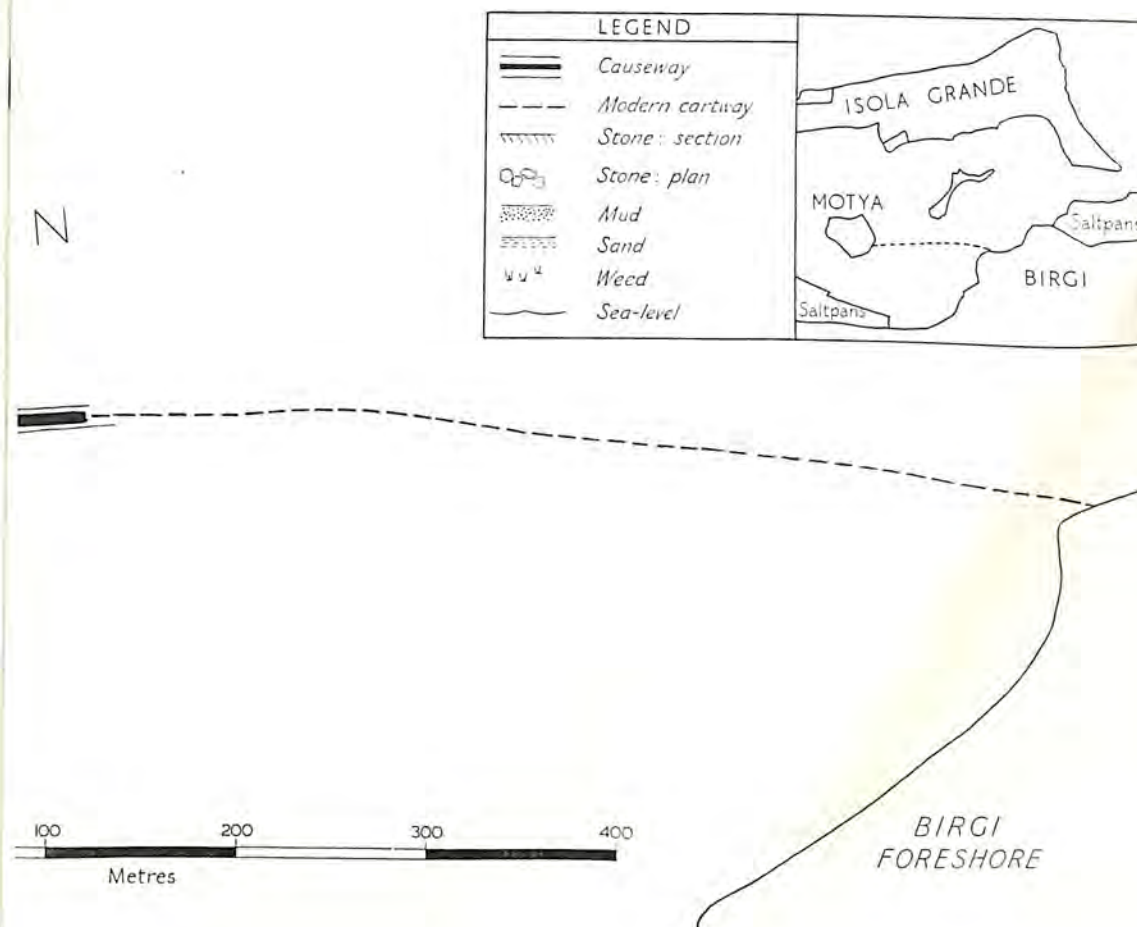 LEGEND
Causeway
Modern cartway
Stone: section
Stone: plan
Mud
Sand
Weed
Sea-level
ISOLA GRANDE
MOTYA
Saltpans
BIRGI
Saltpans
N
100 200 300 400
Metres
BIRGI
FORESHORE